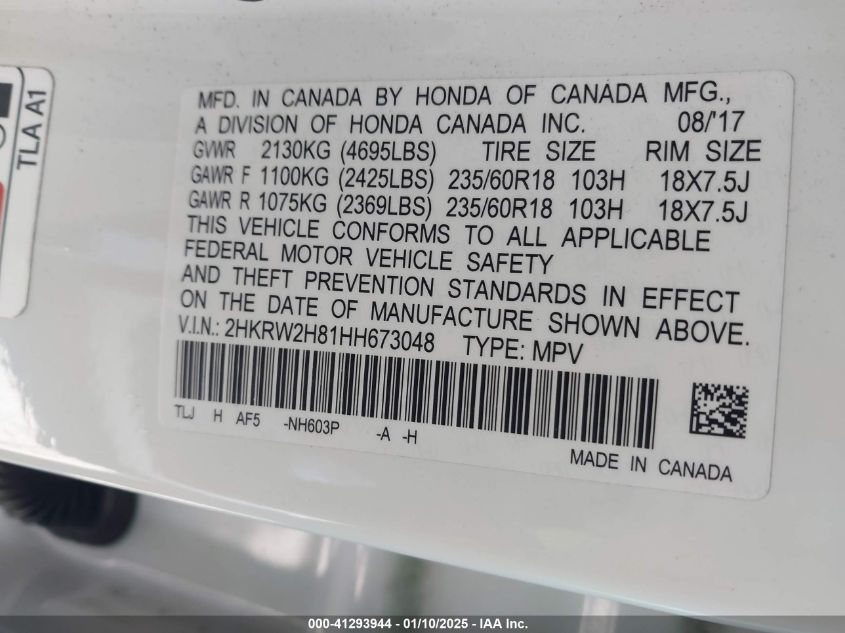 TLA A1
MFD. IN CANADA BY HONDA OF CANADA MFG.,
A DIVISION OF HONDA CANADA INC. 08/'17
GVWR 2130KG (4695LBS) TIRE SIZE RIM SIZE
GAWR F 1100KG (2425LBS) 235/60R18 103H 18X7.5J
GAWR R 1075KG (2369LBS) 235/60R18 103H 18X7.5J
THIS VEHICLE CONFORMS TO ALL APPLICABLE
FEDERAL MOTOR VEHICLE SAFETY
AND THEFT PREVENTION STANDARDS IN EFFECT
ON THE DATE OF MANUFACTURE SHOWN ABOVE.
V.I.N.: 2HKRW2H81HH673048 TYPE: MPV
TLJ H AF5 -NH603P -A -H
MADE IN CANADA
000-41293944 - 01/10/2025 - IAA Inc.